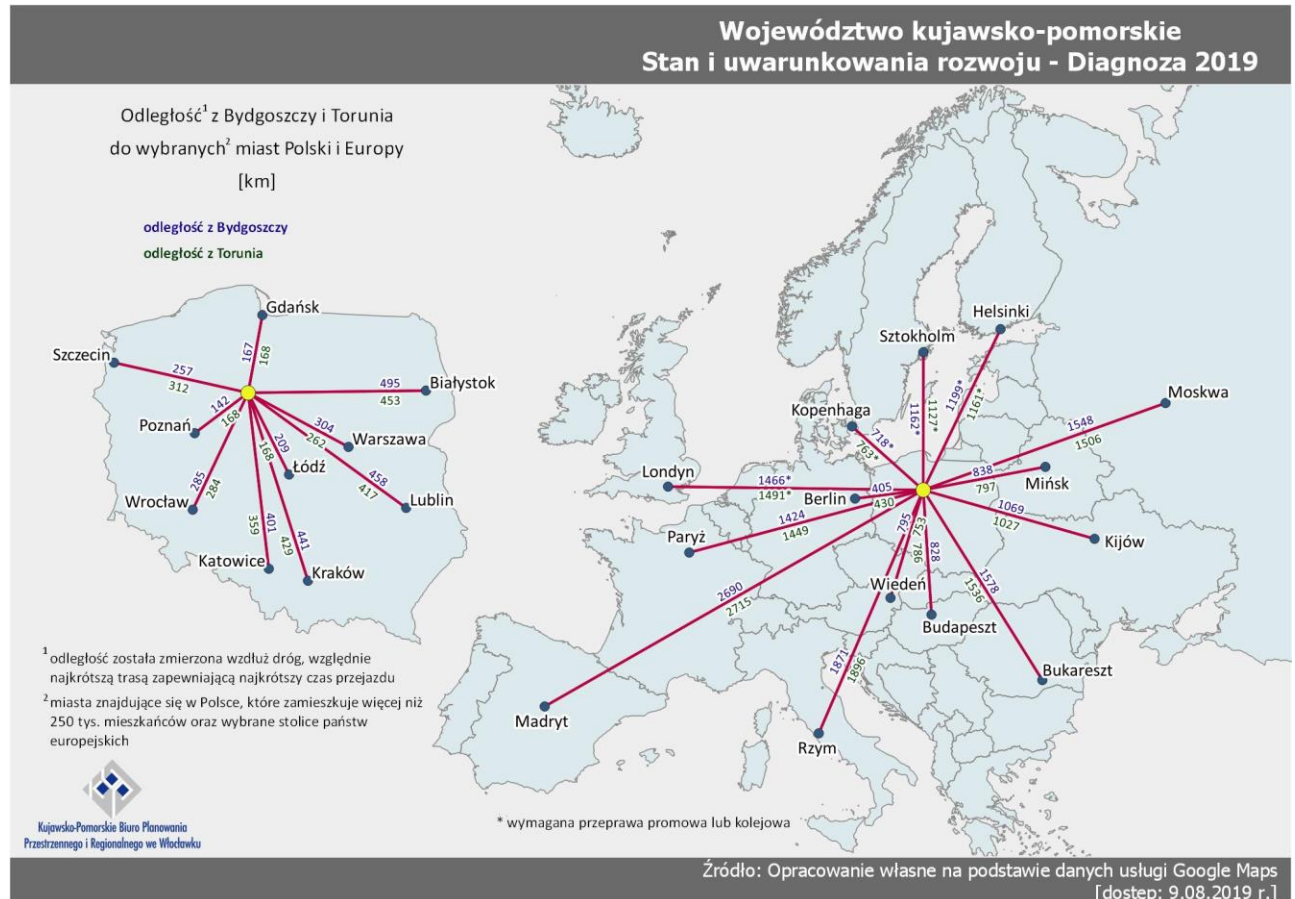 Województwo kujawsko-pomorskie
Stan i uwarunkowania rozwoju - Diagnoza 2019
Odległość¹ z Bydgoszczy i Torunia
do wybranych² miast Polski i Europy
[km]
odległość z Bydgoszczy
odległość z Torunia
Gdańsk
167
168
Szczecin
257
312
Białystok
495
453
Poznań
142
168
Warszawa
304
262
Łódź
209
168
Wrocław
285
284
Lublin
458
417
Katowice
401
359
Kraków
441
429
Helsinki
1199*
1161*
Sztokholm
1162*
1127*
Kopenhaga
718*
763*
Moskwa
1548
1506
Mińsk
838
797
Londyn
1466*
1491*
Berlin
405
430
Paryż
1424
1449
Kijów
1069
1027
Wiedeń
795
753
Budapeszt
828
786
Bukareszt
1578
1536
Madryt
2690
2715
Rzym
1871
1896
¹ odległość została zmierzona wzdłuż dróg, względnie
najkrótszą trasą zapewniającą najkrótszy czas przejazdu
² miasta znajdujące się w Polsce, które zamieszkuje więcej niż
250 tys. mieszkańców oraz wybrane stolice państw
europejskich
Kujawsko-Pomorskie Biuro Planowania
Przestrzennego i Regionalnego we Włocławku
* wymagana przeprawa promowa lub kolejowa
Źródło: Opracowanie własne na podstawie danych usługi Google Maps
[dostęp: 9.08.2019 r.]